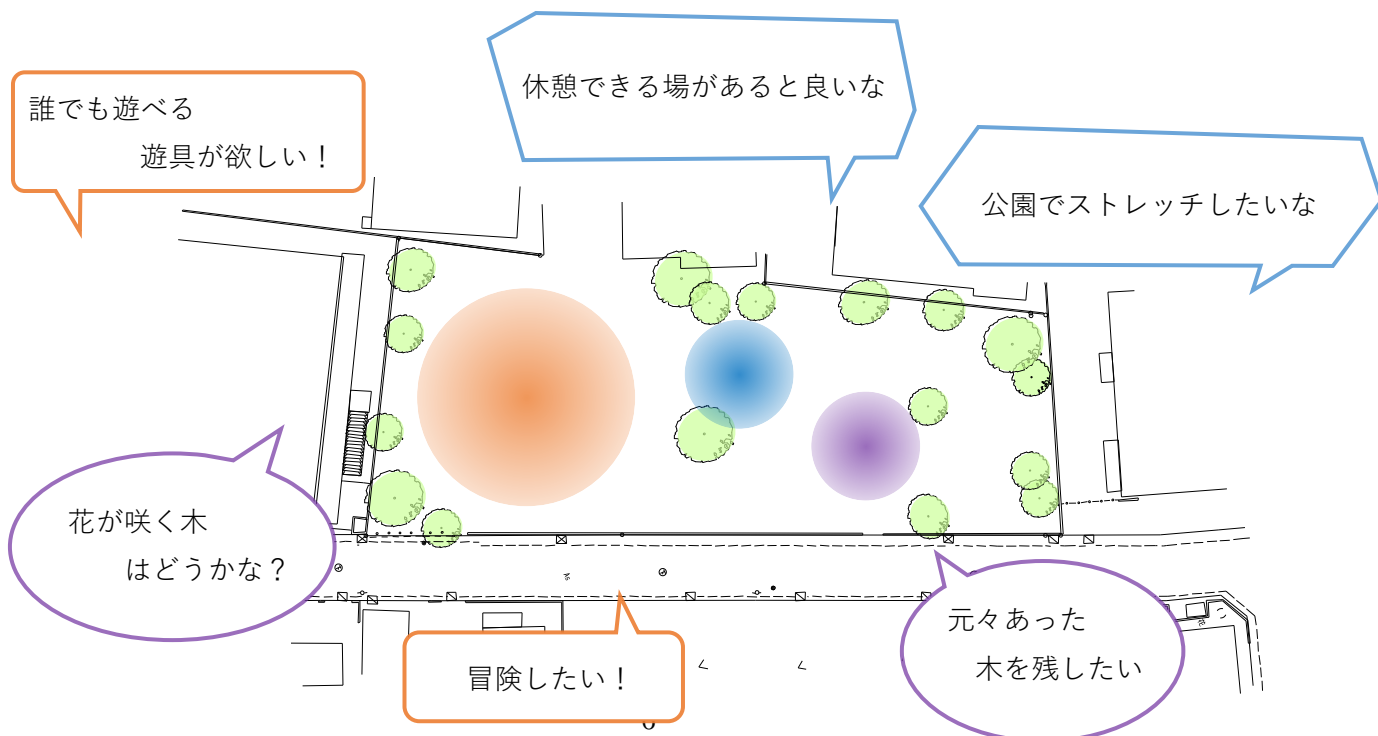 休憩できる場があると良いな
誰でも遊べる
遊具が欲しい！
公園でストレッチしたいな
花が咲く木
はどうかな？
元々あった
木を残したい
冒険したい！